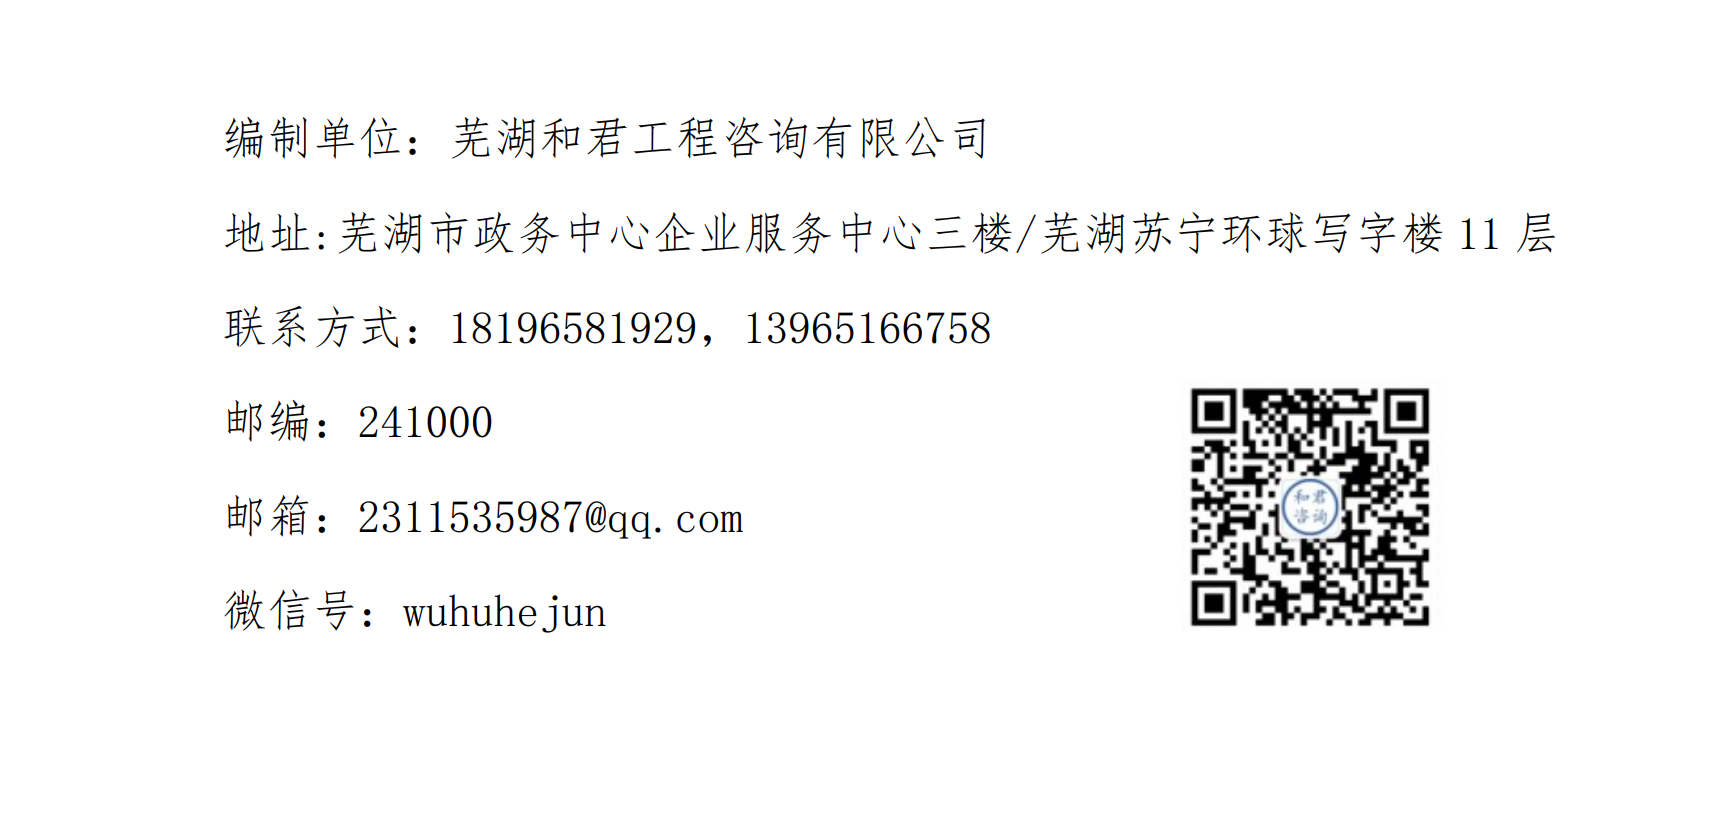 编制单位：芜湖和君工程咨询有限公司
地址:芜湖市政务中心企业服务中心三楼/芜湖苏宁环球写字楼 11 层
联系方式：18196581929，13965166758
邮编：241000
邮箱：2311535987@qq.com
微信号：wuhuhejun
和君
咨询